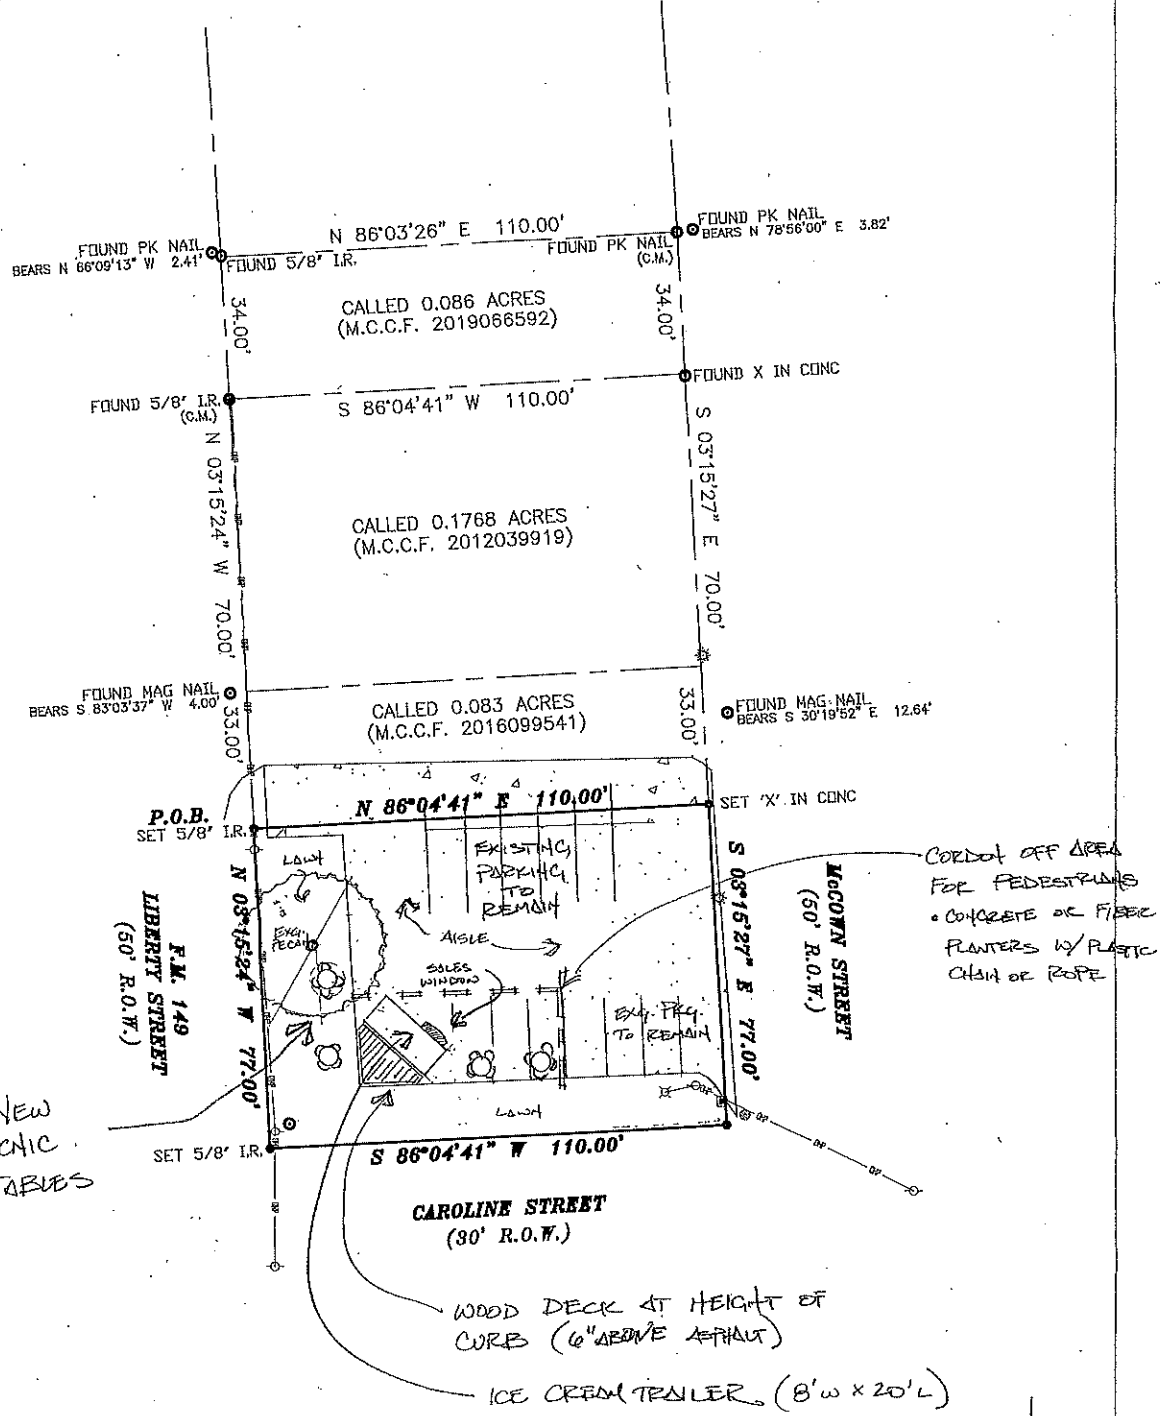 N 86°03'26" E 110.00'
FOUND PK NAIL
BEARS N 66°09'13" W 2.41'
FOUND 5/8" I.R.
FOUND PK NAIL
(C.M.)
FOUND PK NAIL
BEARS N 78°56'00" E 3.82'
34.00'
CALLED 0.086 ACRES
(M.C.C.F. 2019066592)
34.00'
FOUND X IN CONC
FOUND 5/8" I.R.
(C.M.)
S 86°04'41" W 110.00'
N 03°15'24" W 70.00'
CALLED 0.1768 ACRES
(M.C.C.F. 2012039919)
S 03°15'27" E 70.00'
FOUND MAG NAIL
BEARS S 83°03'37" W 4.00'
33.00'
CALLED 0.083 ACRES
(M.C.C.F. 2016099541)
33.00'
FOUND MAG NAIL
BEARS S 30°19'52" E 12.64'
P.O.B.
SET 5/8" I.R.
N 86°04'41" E 110.00'
SET 'X' IN CONC
LAWN
EXISTING
PARKING
TO
REMAIN
EXG.
PECAN
AISLE
SALES
WINDOW
EXG. PKG.
TO REMAIN
LAWN
N 03°15'24" W 77.00'
S 03°15'27" E 77.00'
F.M. 149
LIBERTY STREET
(50' R.O.W.)
McCOWN STREET
(50' R.O.W.)
CORDON OFF AREA
FOR PEDESTRIANS
• CONCRETE OR FIBER
PLANTERS W/ PLASTIC
CHAIN OR ROPE
NEW
CNIC
TABLES
SET 5/8" I.R.
S 86°04'41" W 110.00'
CAROLINE STREET
(30' R.O.W.)
WOOD DECK AT HEIGHT OF
CURB (6" ABOVE ASPHALT)
ICE CREAM TRAILER (8'W X 20'L)